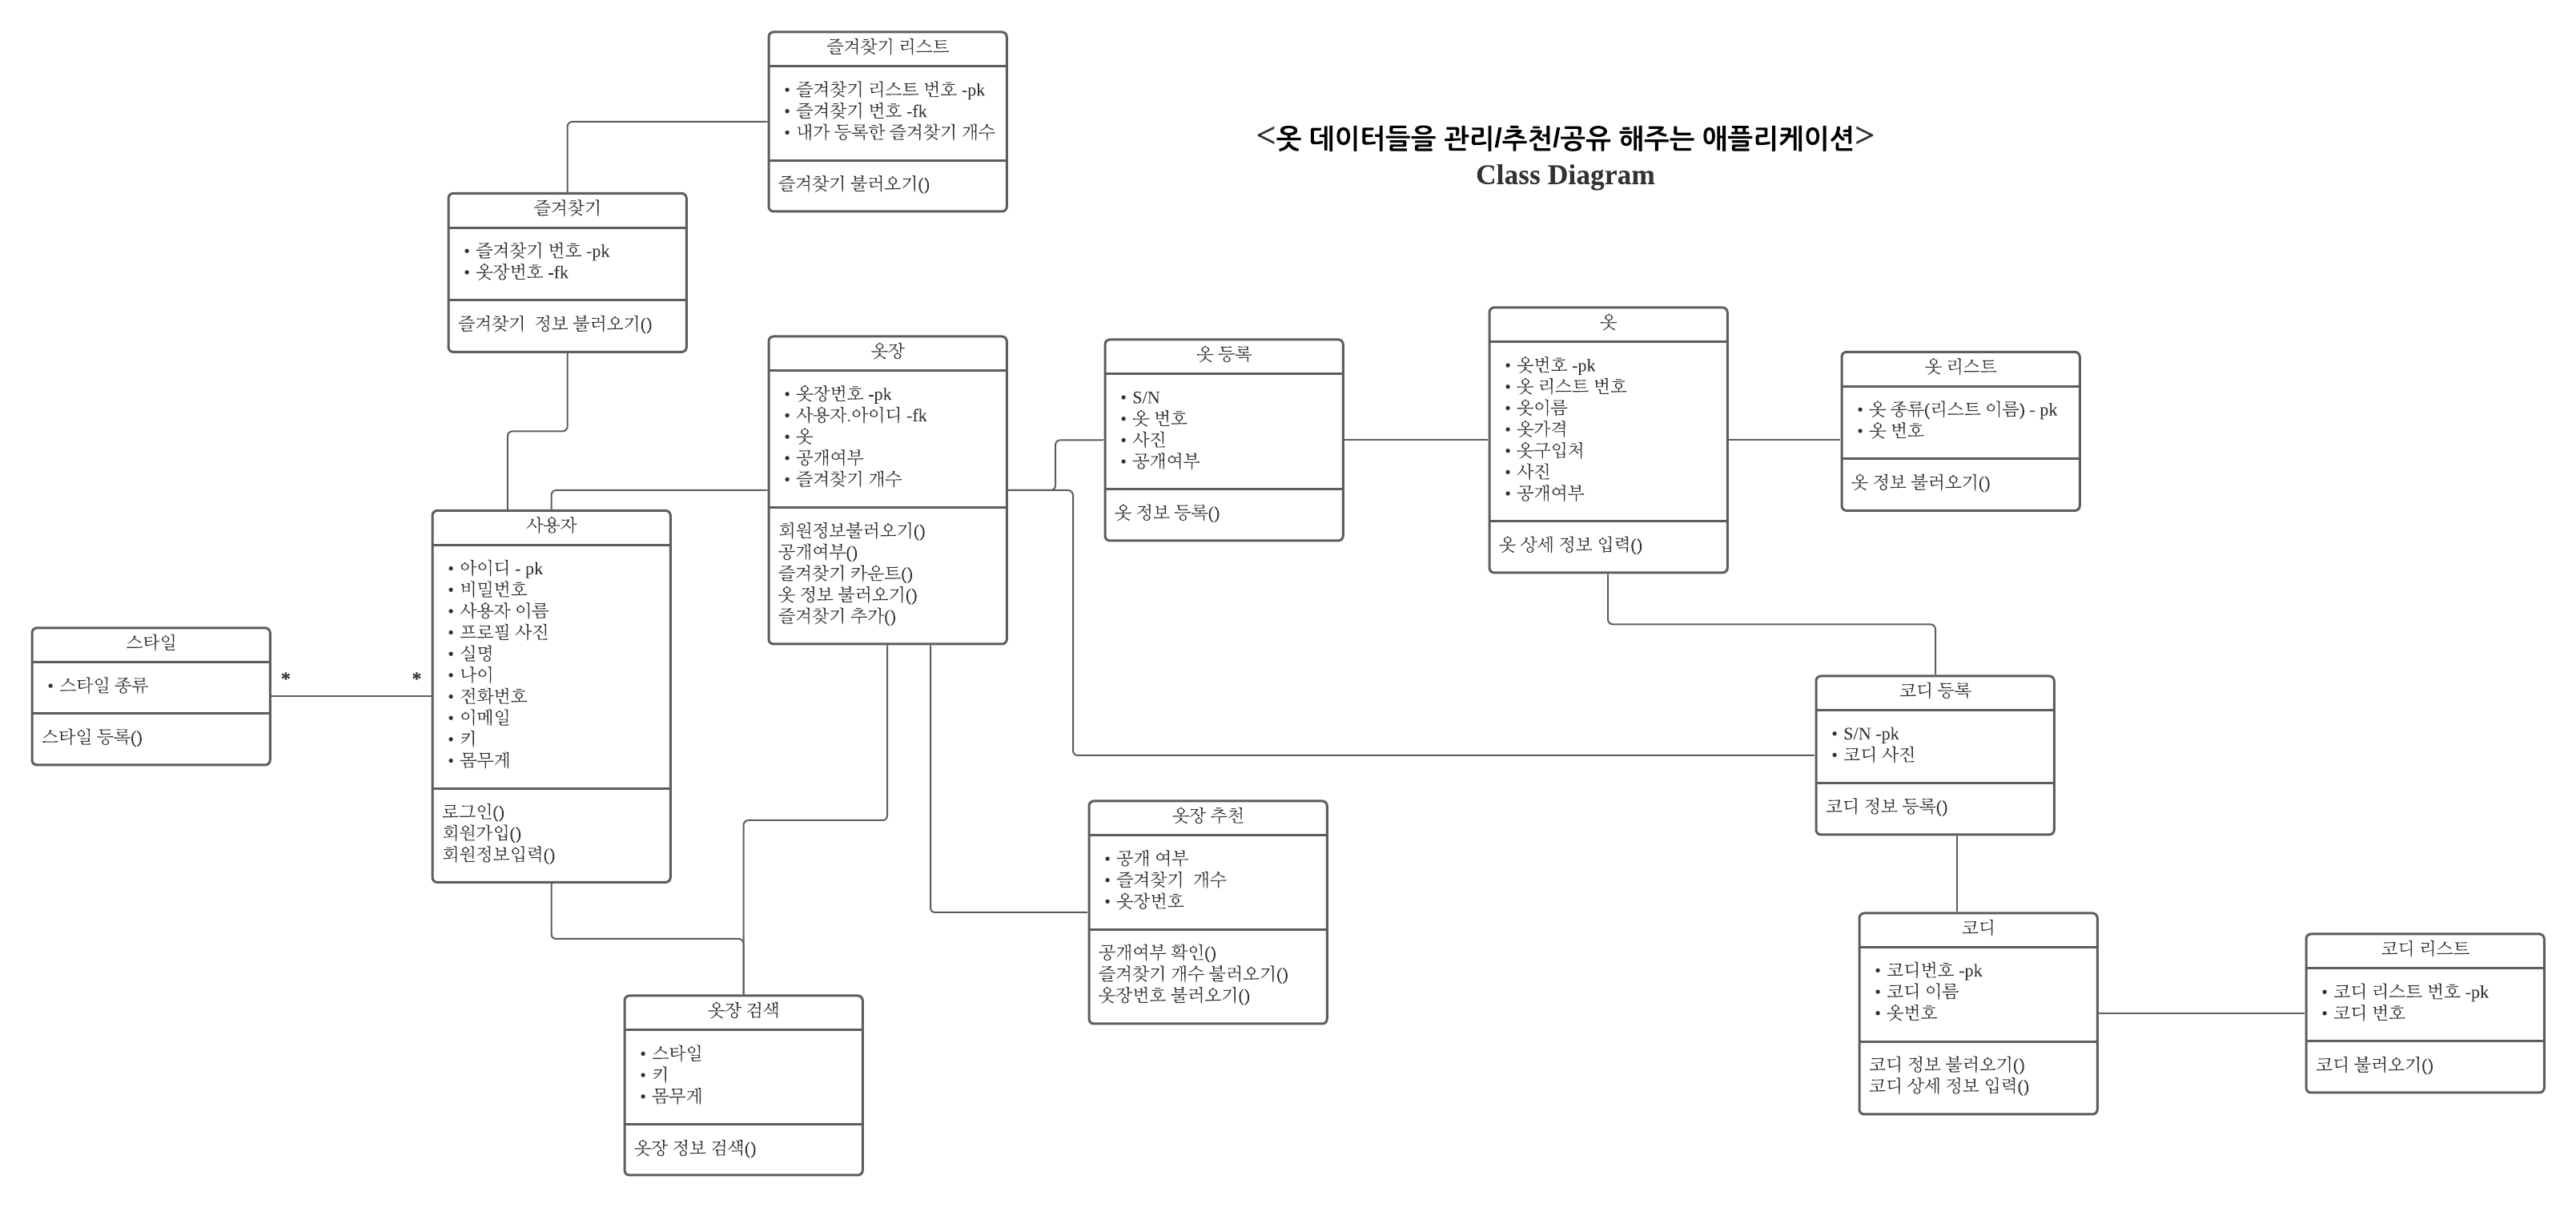 <옷 데이터들을 관리/추천/공유 해주는 애플리케이션>
Class Diagram
즐겨찾기 리스트
• 즐겨찾기 리스트 번호 -pk
• 즐겨찾기 번호 -fk
• 내가 등록한 즐겨찾기 개수
즐겨찾기 불러오기()
즐겨찾기
• 즐겨찾기 번호 -pk
• 옷장번호 -fk
즐겨찾기  정보 불러오기()
옷장
• 옷장번호 -pk
• 사용자.아이디 -fk
• 옷
• 공개여부
• 즐겨찾기 개수
회원정보불러오기()
공개여부()
즐겨찾기 카운트()
옷 정보 불러오기()
즐겨찾기 추가()
옷 등록
• S/N
• 옷 번호
• 사진
• 공개여부
옷 정보 등록()
옷
• 옷번호 -pk
• 옷 리스트 번호
• 옷이름
• 옷가격
• 옷구입처
• 사진
• 공개여부
옷 상세 정보 입력()
옷 리스트
• 옷 종류(리스트 이름) - pk
• 옷 번호
옷 정보 불러오기()
스타일
• 스타일 종류
스타일 등록()
*
*
사용자
• 아이디 - pk
• 비밀번호
• 사용자 이름
• 프로필 사진
• 실명
• 나이
• 전화번호
• 이메일
• 키
• 몸무게
로그인()
회원가입()
회원정보입력()
코디 등록
• S/N -pk
• 코디 사진
코디 정보 등록()
옷장 추천
• 공개 여부
• 즐겨찾기  개수
• 옷장번호
공개여부 확인()
즐겨찾기 개수 불러오기()
옷장번호 불러오기()
코디
• 코디번호 -pk
• 코디 이름
• 옷번호
코디 정보 불러오기()
코디 상세 정보 입력()
코디 리스트
• 코디 리스트 번호 -pk
• 코디 번호
코디 불러오기()
옷장 검색
• 스타일
• 키
• 몸무게
옷장 정보 검색()